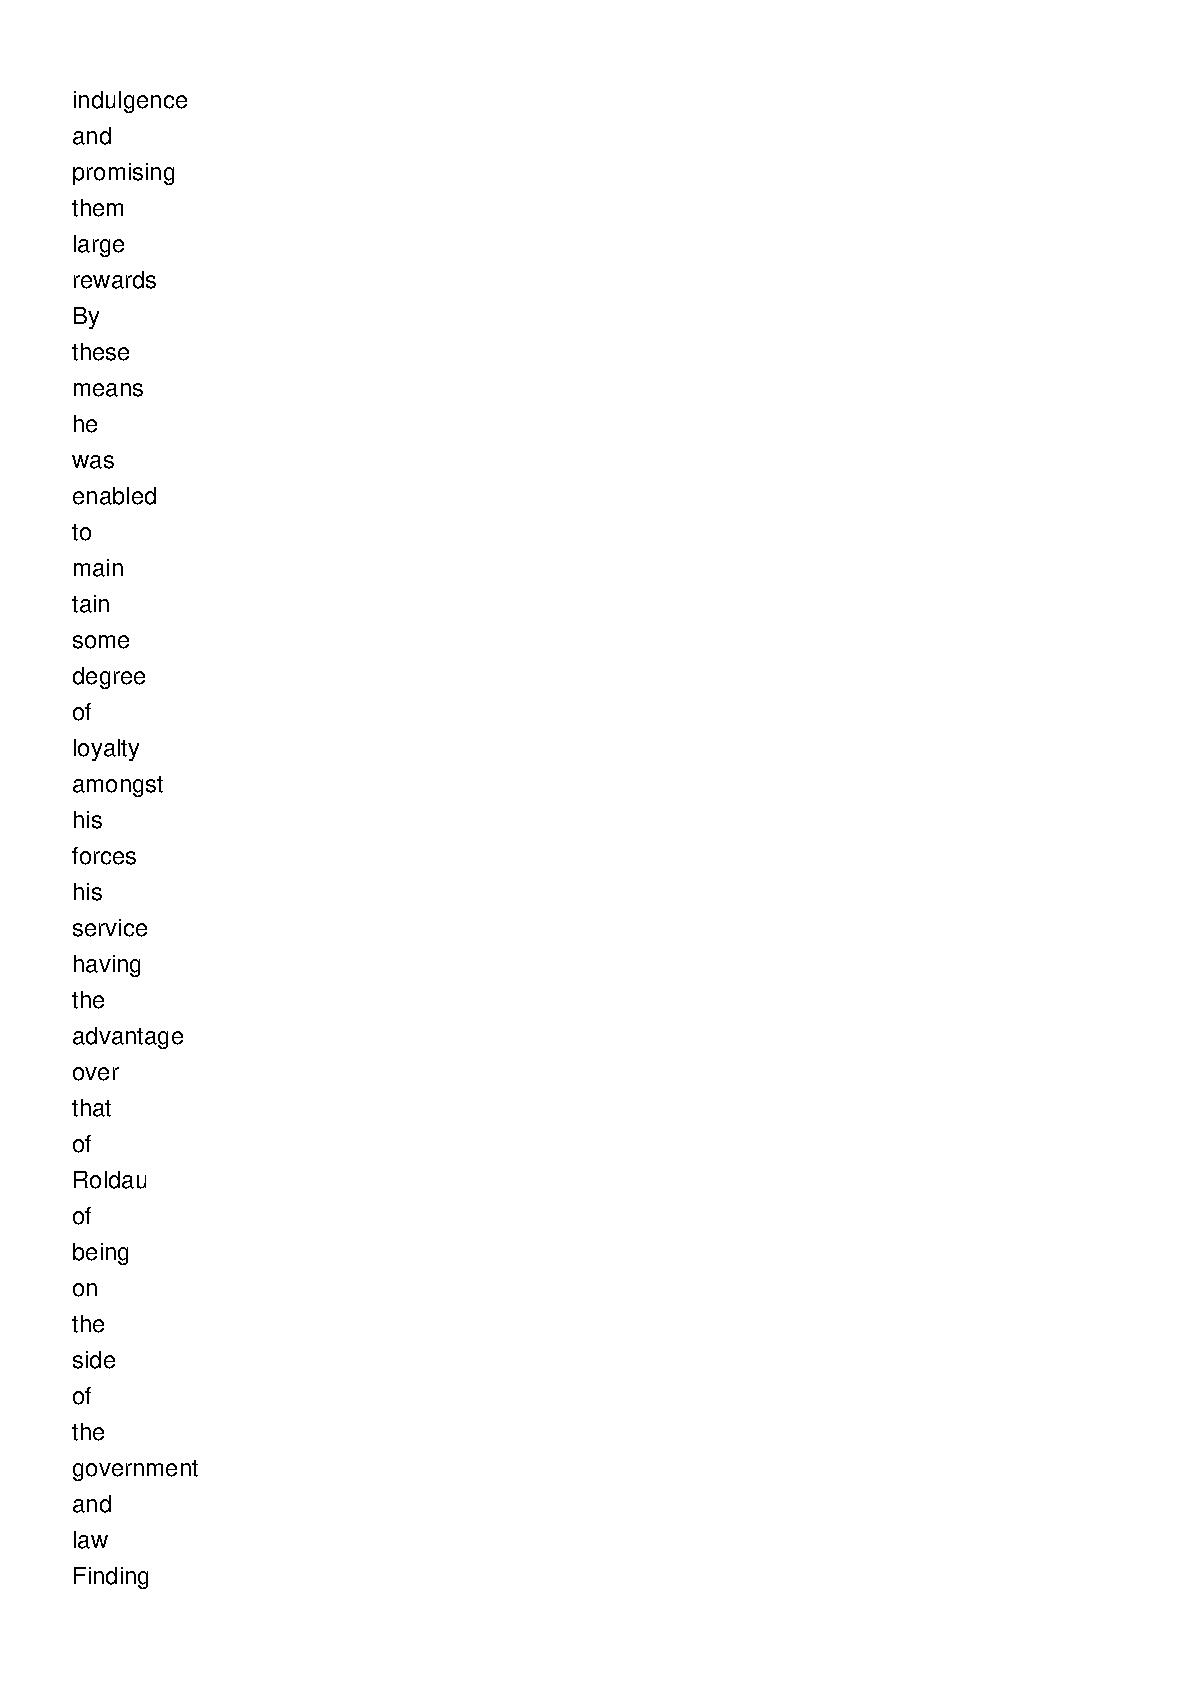 indulgence
and
promising
them
large
rewards
By
these
means
he
was
enabled
to
main
tain
some
degree
of
loyalty
amongst
his
forces
his
service
having
the
advantage
over
that
of
Roldau
of
being
on
the
side
of
the
government
and
law
Finding